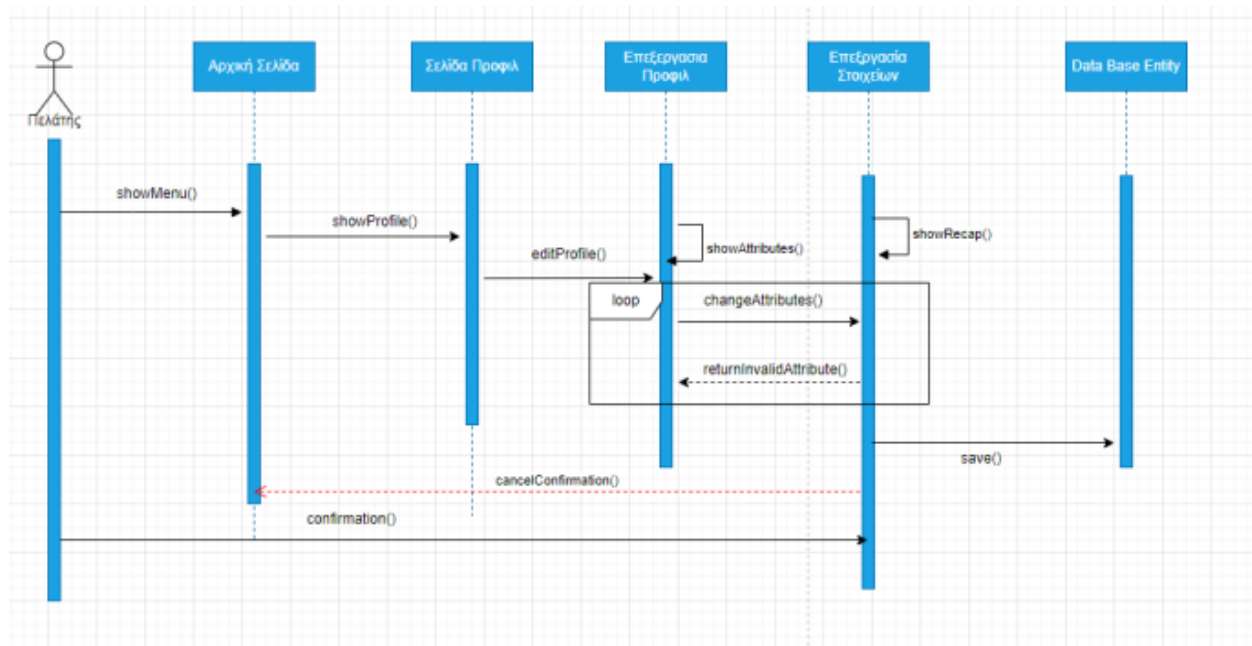 Αρχική Σελίδα
Σελίδα Προφιλ
Επεξεργασια
Προφιλ
Επεξργασία
Στοιχείων
Data Base Entity
Πελάτης
showMenu()
showProfile()
editProfile()
showAttributes()
showRecap()
loop
changeAttributes()
returnInvalidAttribute()
save()
cancelConfirmation()
confirmation()